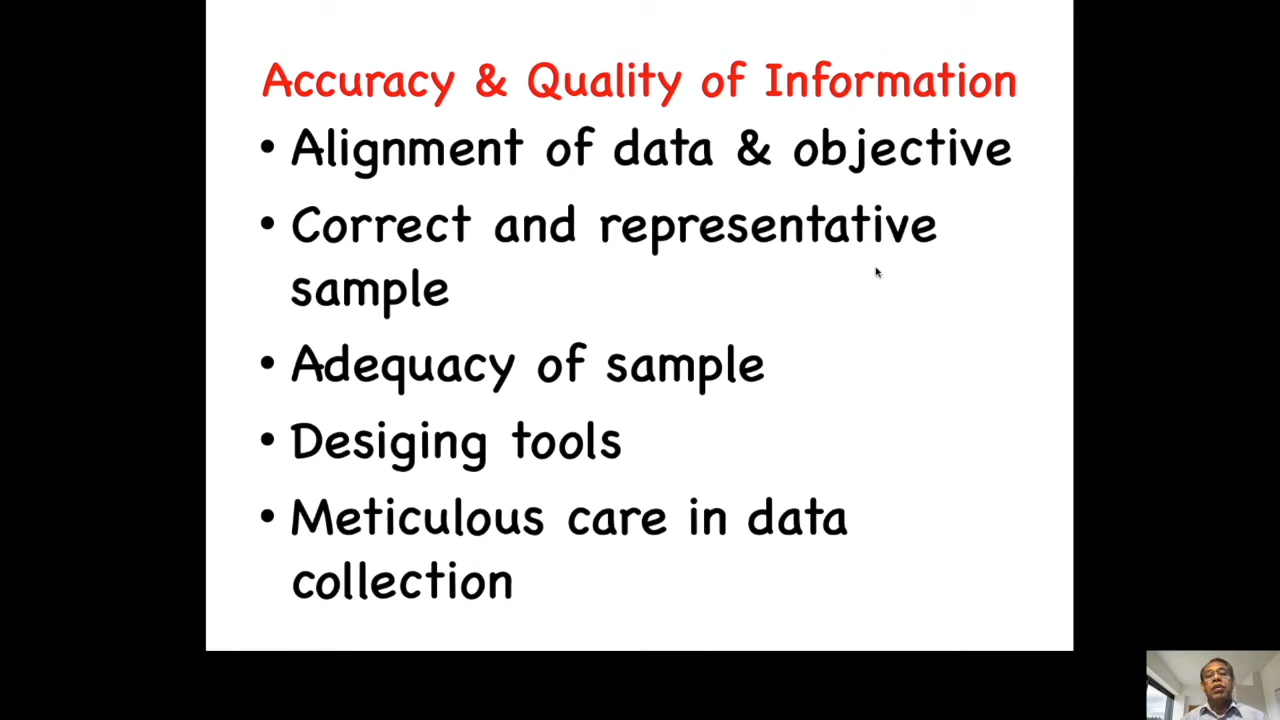 Accuracy & Quality of Information
• Alignment of data & objective
• Correct and representative
sample
• Adequacy of sample
• Desiging tools
• Meticulous care in data
collection